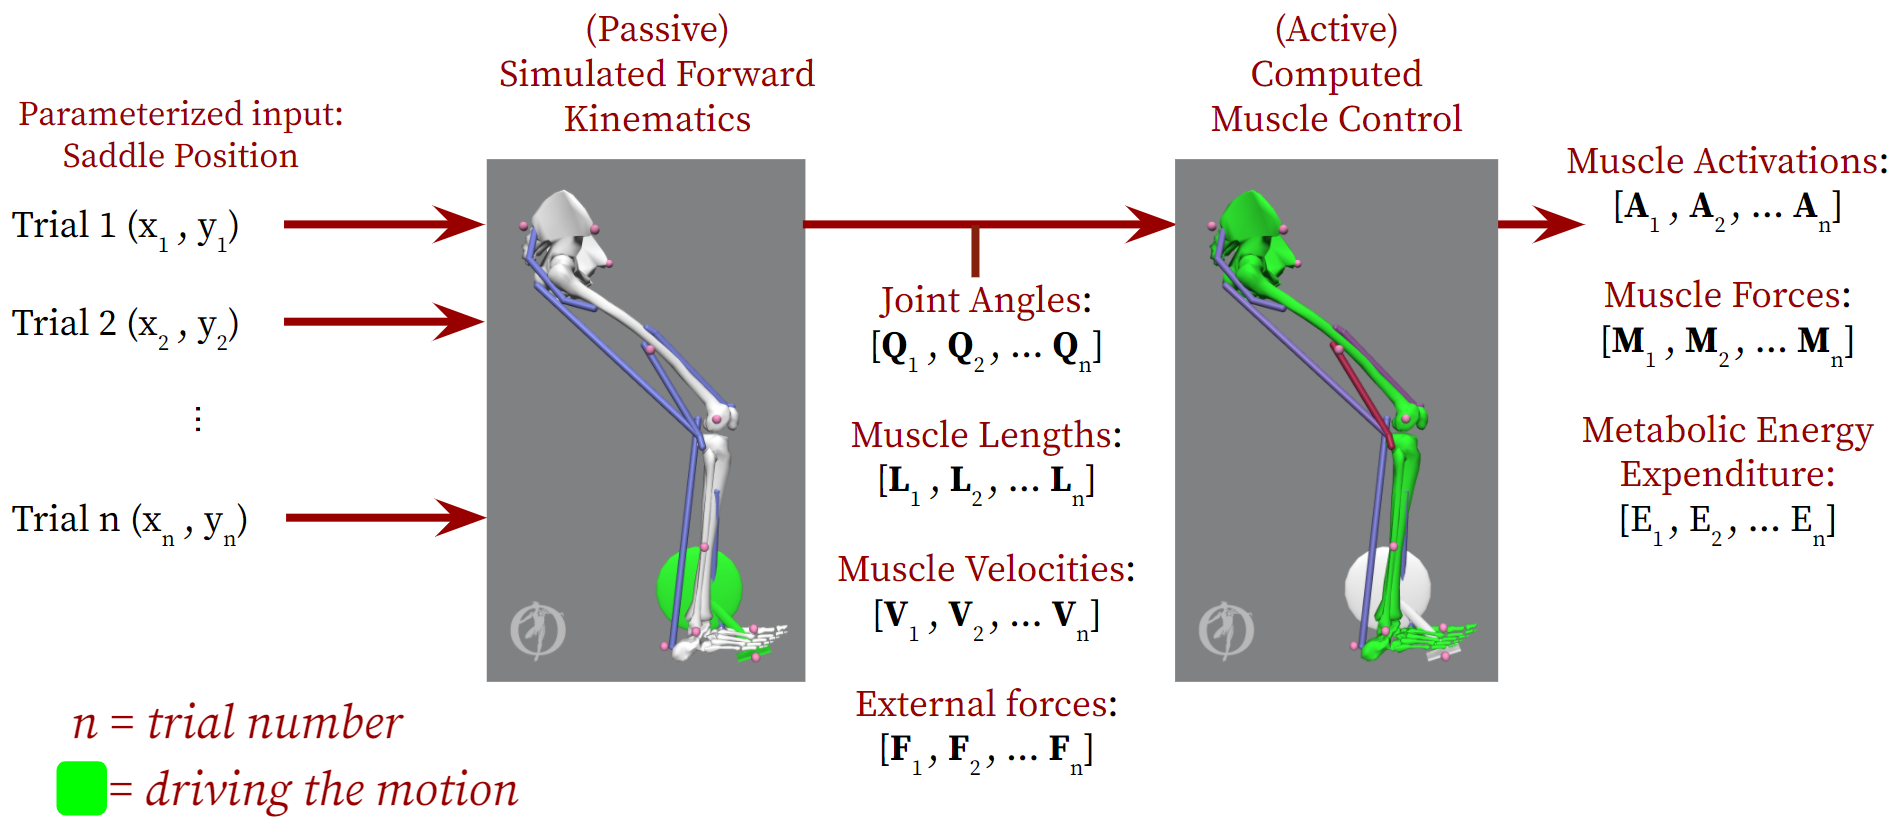 Parameterized input:
Saddle Position
Trial 1 (x1 , y1)
Trial 2 (x2 , y2)
⋮
Trial n (xn , yn)
n = trial number
= driving the motion
(Passive)
Simulated Forward
Kinematics
Joint Angles:
[Q1 , Q2 , ... Qn]
Muscle Lengths:
[L1 , L2 , ... Ln]
Muscle Velocities:
[V1 , V2 , ... Vn]
External forces:
[F1 , F2 , ... Fn]
(Active)
Computed
Muscle Control
Muscle Activations:
[A1 , A2 , ... An]
Muscle Forces:
[M1 , M2 , ... Mn]
Metabolic Energy
Expenditure:
[E1 , E2 , ... En]